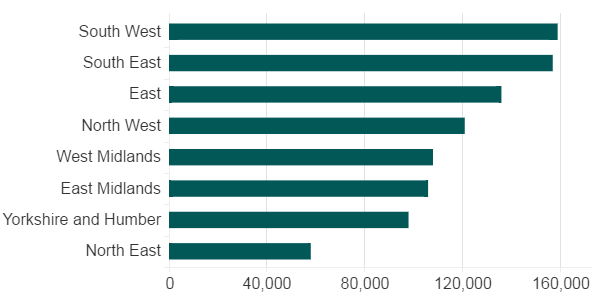 South West
South East
East
North West
West Midlands
East Midlands
Yorkshire and Humber
North East
0 40,000 80,000 120,000 160,000